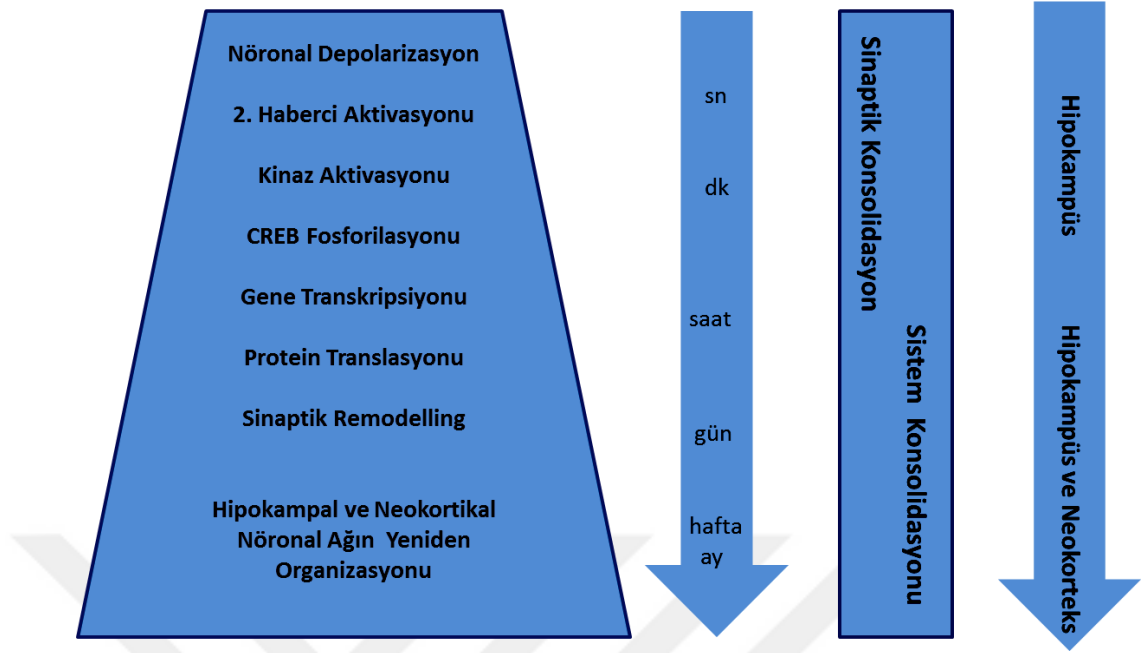 Nöronal Depolarizasyon
2. Haberci Aktivasyonu
Kinaz Aktivasyonu
CREB Fosforilasyonu
Gene Transkripsiyonu
Protein Translasyonu
Sinaptik Remodelling
Hipokampal ve Neokortikal
Nöronal Ağın Yeniden
Organizasyonu
sn
dk
saat
gün
hafta
ay
Sinaptik Konsolidasyon
Sistem Konsolidasyonu
Hipokampüs
Hipokampüs ve Neokorteks